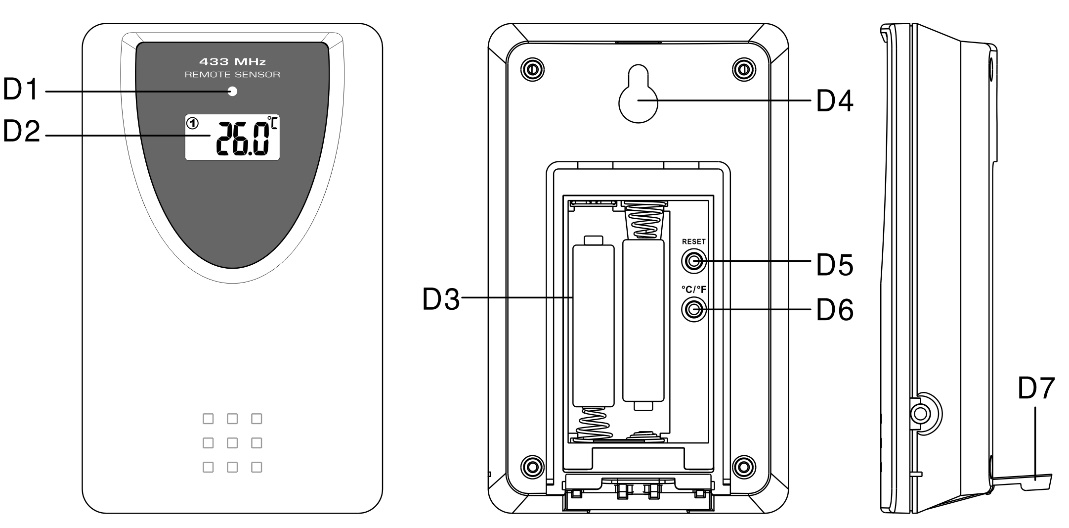 433 MHz
REMOTE SENSOR
D1
D2
① 26.0 °C
D3
D4
RESET
D5
°C/°F
D6
D7